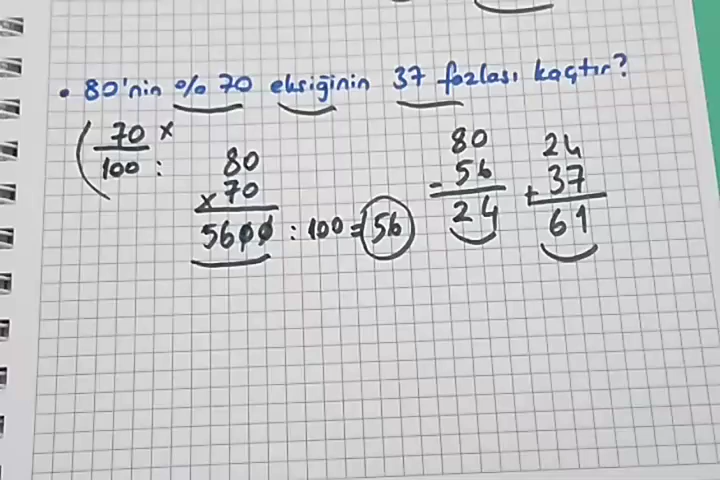 • 80'nin % 70 eksiğinin 37 fazlası kaçtır?
70 x
100 :
80
x 70
5600 : 100 = 56
80
- 56
24
24
+ 37
61